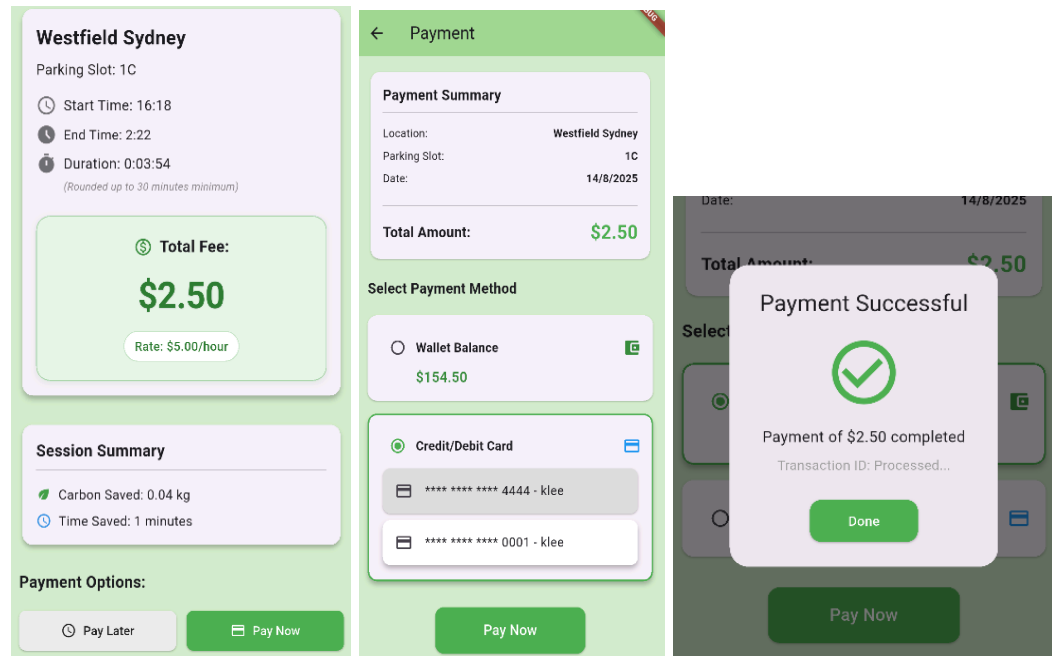 Westfield Sydney
Parking Slot: 1C
Start Time: 16:18
End Time: 2:22
Duration: 0:03:54
(Rounded up to 30 minutes minimum)
Total Fee:
$2.50
Rate: $5.00/hour
Session Summary
Carbon Saved: 0.04 kg
Time Saved: 1 minutes
Payment Options:
Pay Later
Pay Now
Payment
Payment Summary
Location: Westfield Sydney
Parking Slot: 1C
Date: 14/8/2025
Total Amount: $2.50
Select Payment Method
Wallet Balance
$154.50
Credit/Debit Card
**** **** **** 4444 - klee
**** **** **** 0001 - klee
Pay Now
Date: 14/8/2025
Total Amount: $2.50
Select
Payment Successful
Payment of $2.50 completed
Transaction ID: Processed...
Done
Pay Now